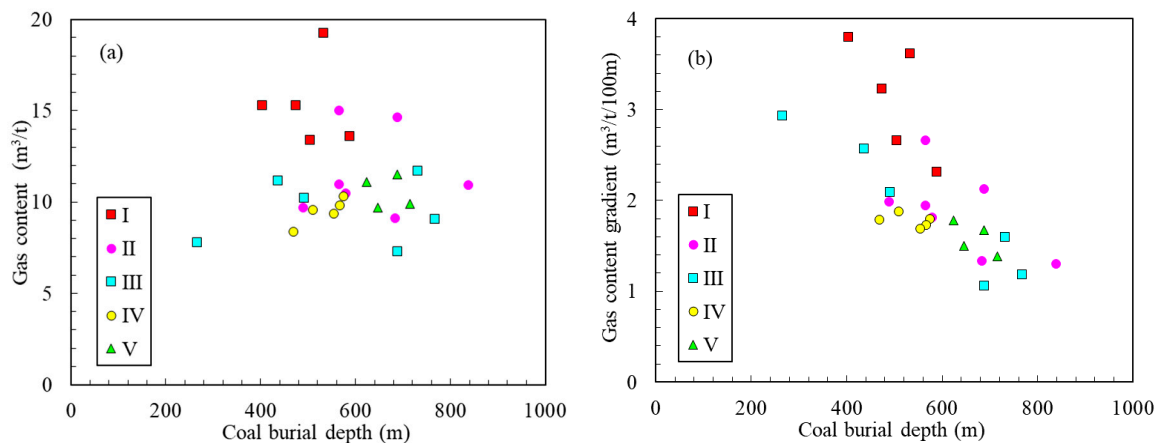 (a)
Gas content (m³/t)
20
15
10
5
0
I
II
III
IV
V
0 200 400 600 800 1000
Coal burial depth (m)
(b)
Gas content gradient (m³/t/100m)
4
3
2
1
0
I
II
III
IV
V
0 200 400 600 800 1000
Coal burial depth (m)